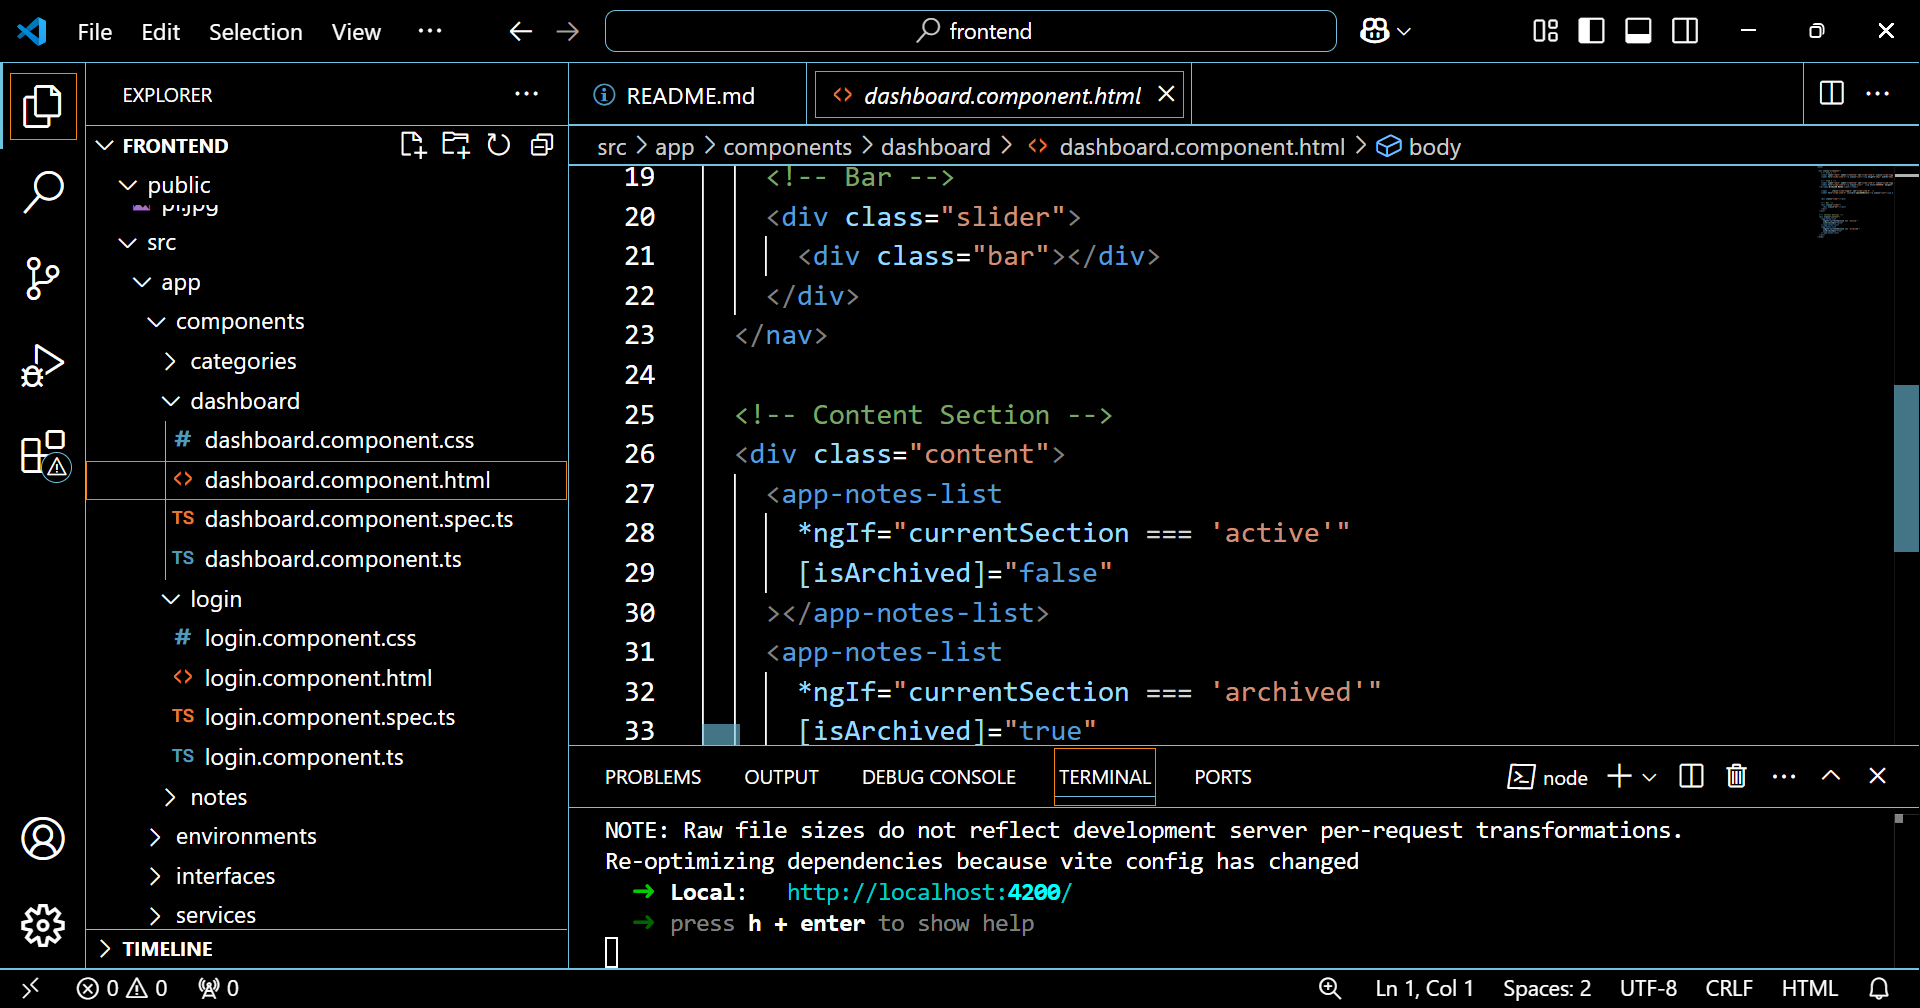 File Edit Selection View ··· frontend
EXPLORER ···
FRONTEND
public
pf.jpg
src
app
components
categories
dashboard
# dashboard.component.css
<> dashboard.component.html
TS dashboard.component.spec.ts
TS dashboard.component.ts
login
# login.component.css
<> login.component.html
TS login.component.spec.ts
TS login.component.ts
notes
environments
interfaces
services
TIMELINE
README.md <> dashboard.component.html
src > app > components > dashboard > <> dashboard.component.html > body
19 <!-- Bar -->
20 <div class="slider">
21 <div class="bar"></div>
22 </div>
23 </nav>
24
25 <!-- Content Section -->
26 <div class="content">
27 <app-notes-list
28 *ngIf="currentSection === 'active'"
29 [isArchived]="false"
30 ></app-notes-list>
31 <app-notes-list
32 *ngIf="currentSection === 'archived'"
33 [isArchived]="true"
PROBLEMS OUTPUT DEBUG CONSOLE TERMINAL PORTS node
NOTE: Raw file sizes do not reflect development server per-request transformations.
Re-optimizing dependencies because vite config has changed
➜ Local: http://localhost:4200/
➜ press h + enter to show help
0 0 0 Ln 1, Col 1 Spaces: 2 UTF-8 CRLF HTML